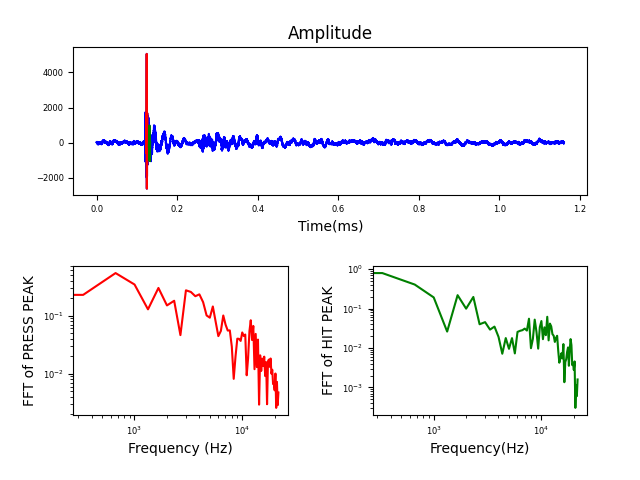 Amplitude
4000
2000
0
−2000
0.0 0.2 0.4 0.6 0.8 1.0 1.2
Time(ms)
FFT of PRESS PEAK
10⁻¹
10⁻²
10³ 10⁴
Frequency (Hz)
FFT of HIT PEAK
10⁰
10⁻¹
10⁻²
10⁻³
10³ 10⁴
Frequency(Hz)